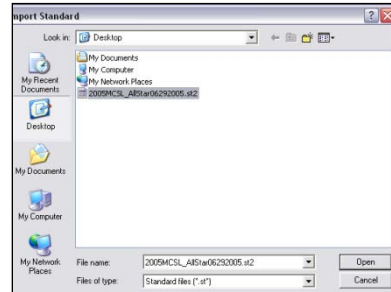 mport Standard
Look in: Desktop
My Documents
My Computer
My Network Places
2005MCSL_AllStar06292005.st2
My Recent
Documents
Desktop
My Documents
My Computer
My Network
Places
File name: 2005MCSL_AllStar06292005.st2 Open
Files of type: Standard files (*.st*) Cancel